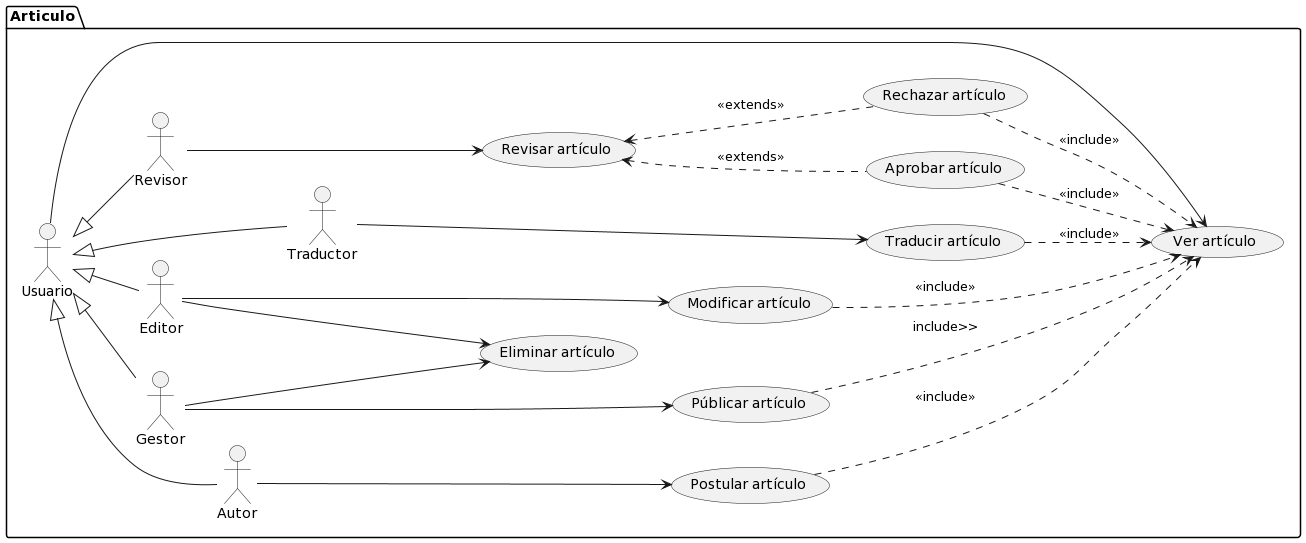 Articulo
Rechazar artículo
«extends»
«include»
Revisar artículo
«extends»
Aprobar artículo
Revisor
«include»
Traducir artículo
«include»
Ver artículo
Traductor
Usuario
«include»
Modificar artículo
Editor
include>>
Eliminar artículo
«include»
Públicar artículo
Gestor
Postular artículo
Autor